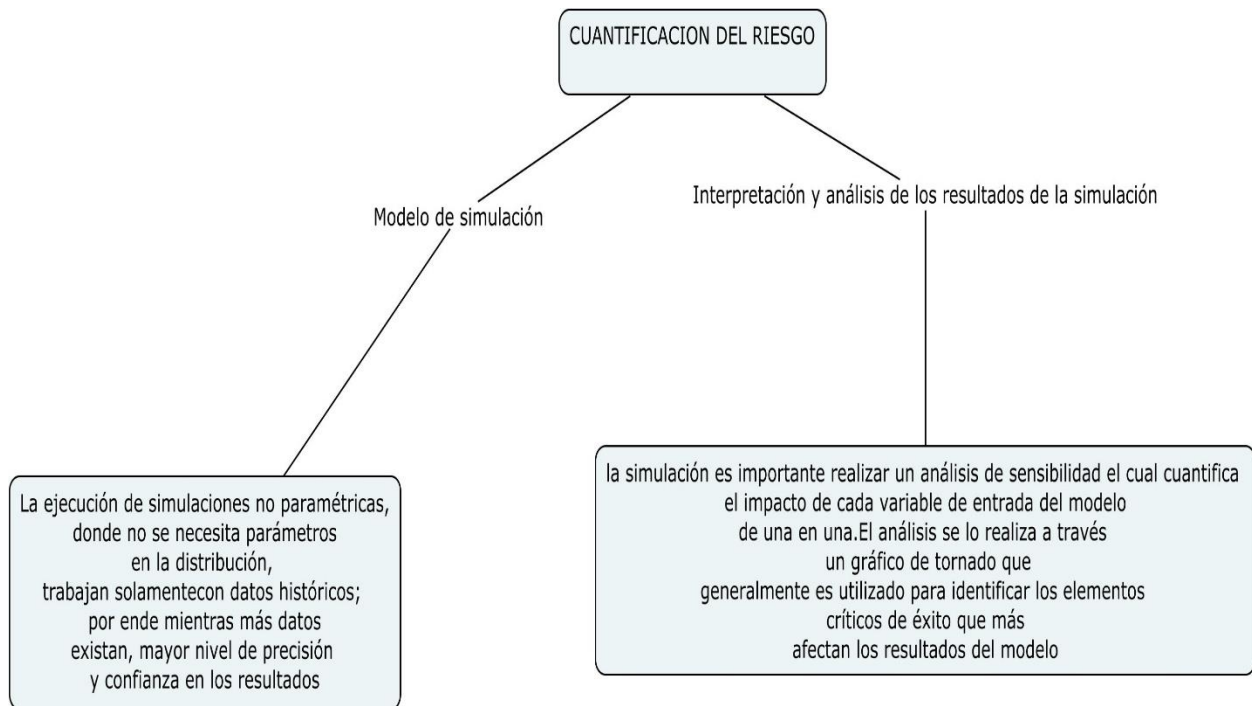 CUANTIFICACION DEL RIESGO
Modelo de simulación
Interpretación y análisis de los resultados de la simulación
La ejecución de simulaciones no paramétricas,
donde no se necesita parámetros
en la distribución,
trabajan solamentecon datos históricos;
por ende mientras más datos
existan, mayor nivel de precisión
y confianza en los resultados
la simulación es importante realizar un análisis de sensibilidad el cual cuantifica
el impacto de cada variable de entrada del modelo
de una en una.El análisis se lo realiza a través
un gráfico de tornado que
generalmente es utilizado para identificar los elementos
críticos de éxito que más
afectan los resultados del modelo